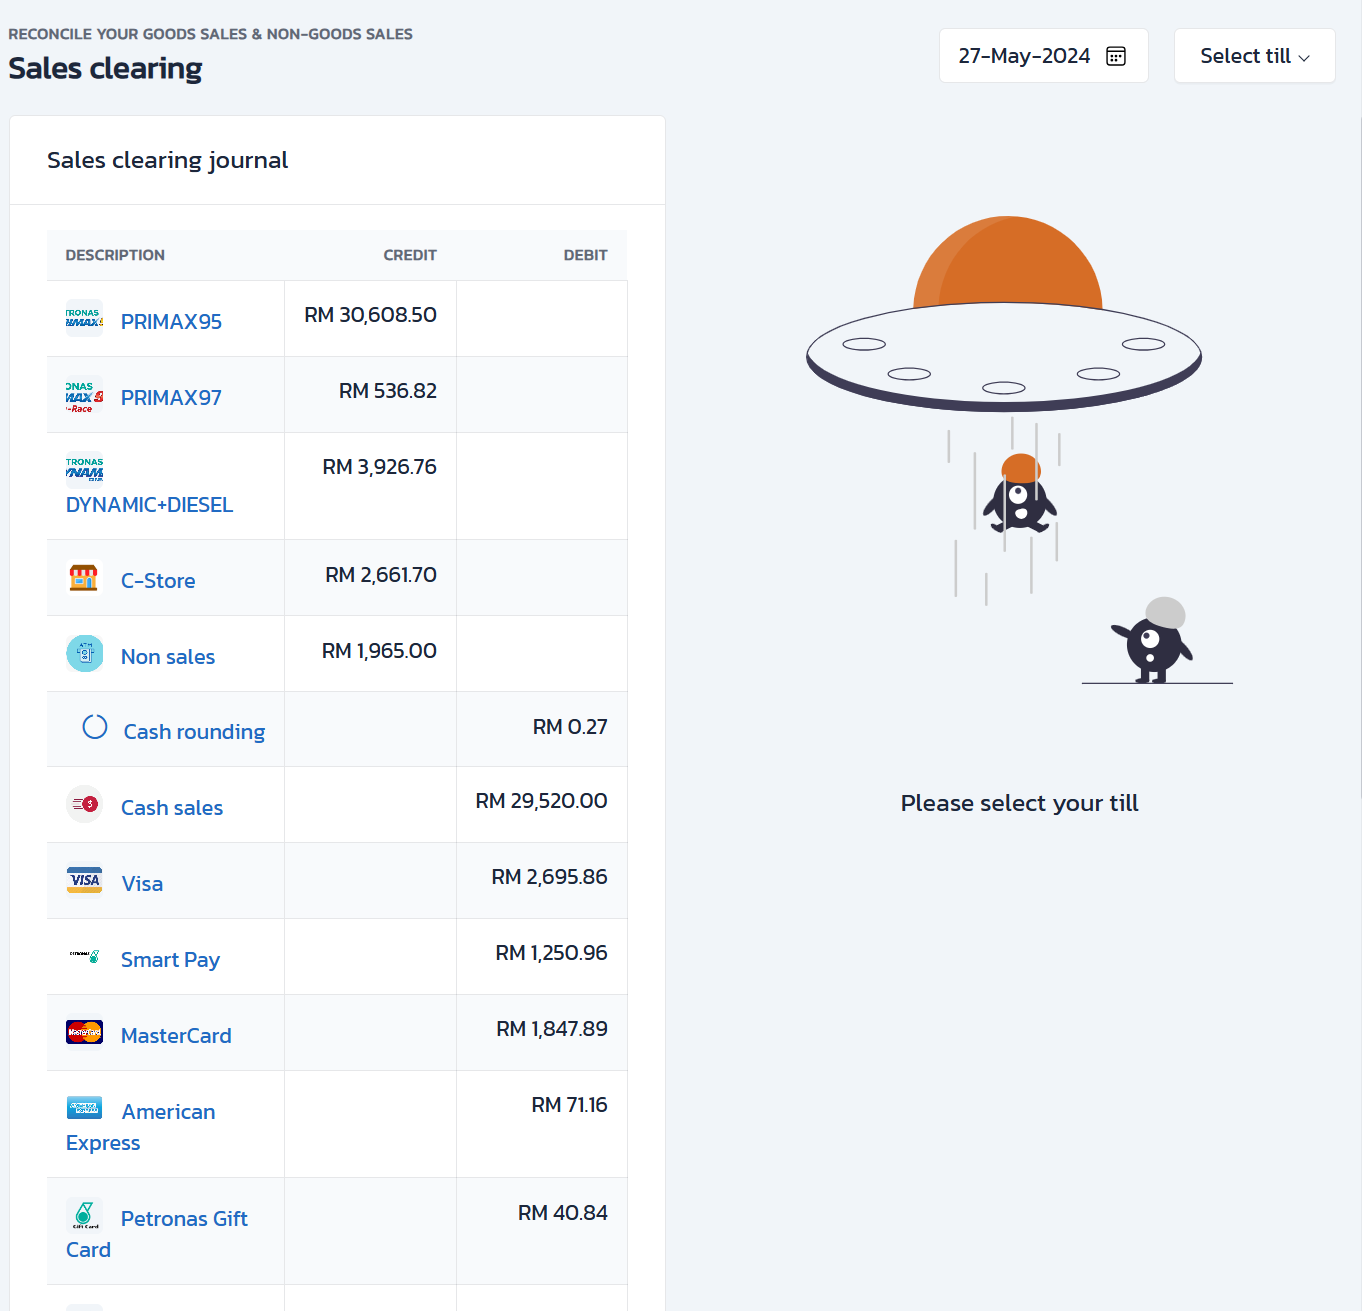 RECONCILE YOUR GOODS SALES & NON-GOODS SALES
Sales clearing
27-May-2024
Select till
Sales clearing journal
DESCRIPTION CREDIT DEBIT
PRIMAX95 RM 30,608.50
PRIMAX97 RM 536.82
DYNAMIC+DIESEL RM 3,926.76
C-Store RM 2,661.70
Non sales RM 1,965.00
Cash rounding RM 0.27
Cash sales RM 29,520.00
VISA Visa RM 2,695.86
Smart Pay RM 1,250.96
MasterCard MasterCard RM 1,847.89
American RM 71.16
Express
Petronas Gift RM 40.84
Card
Please select your till